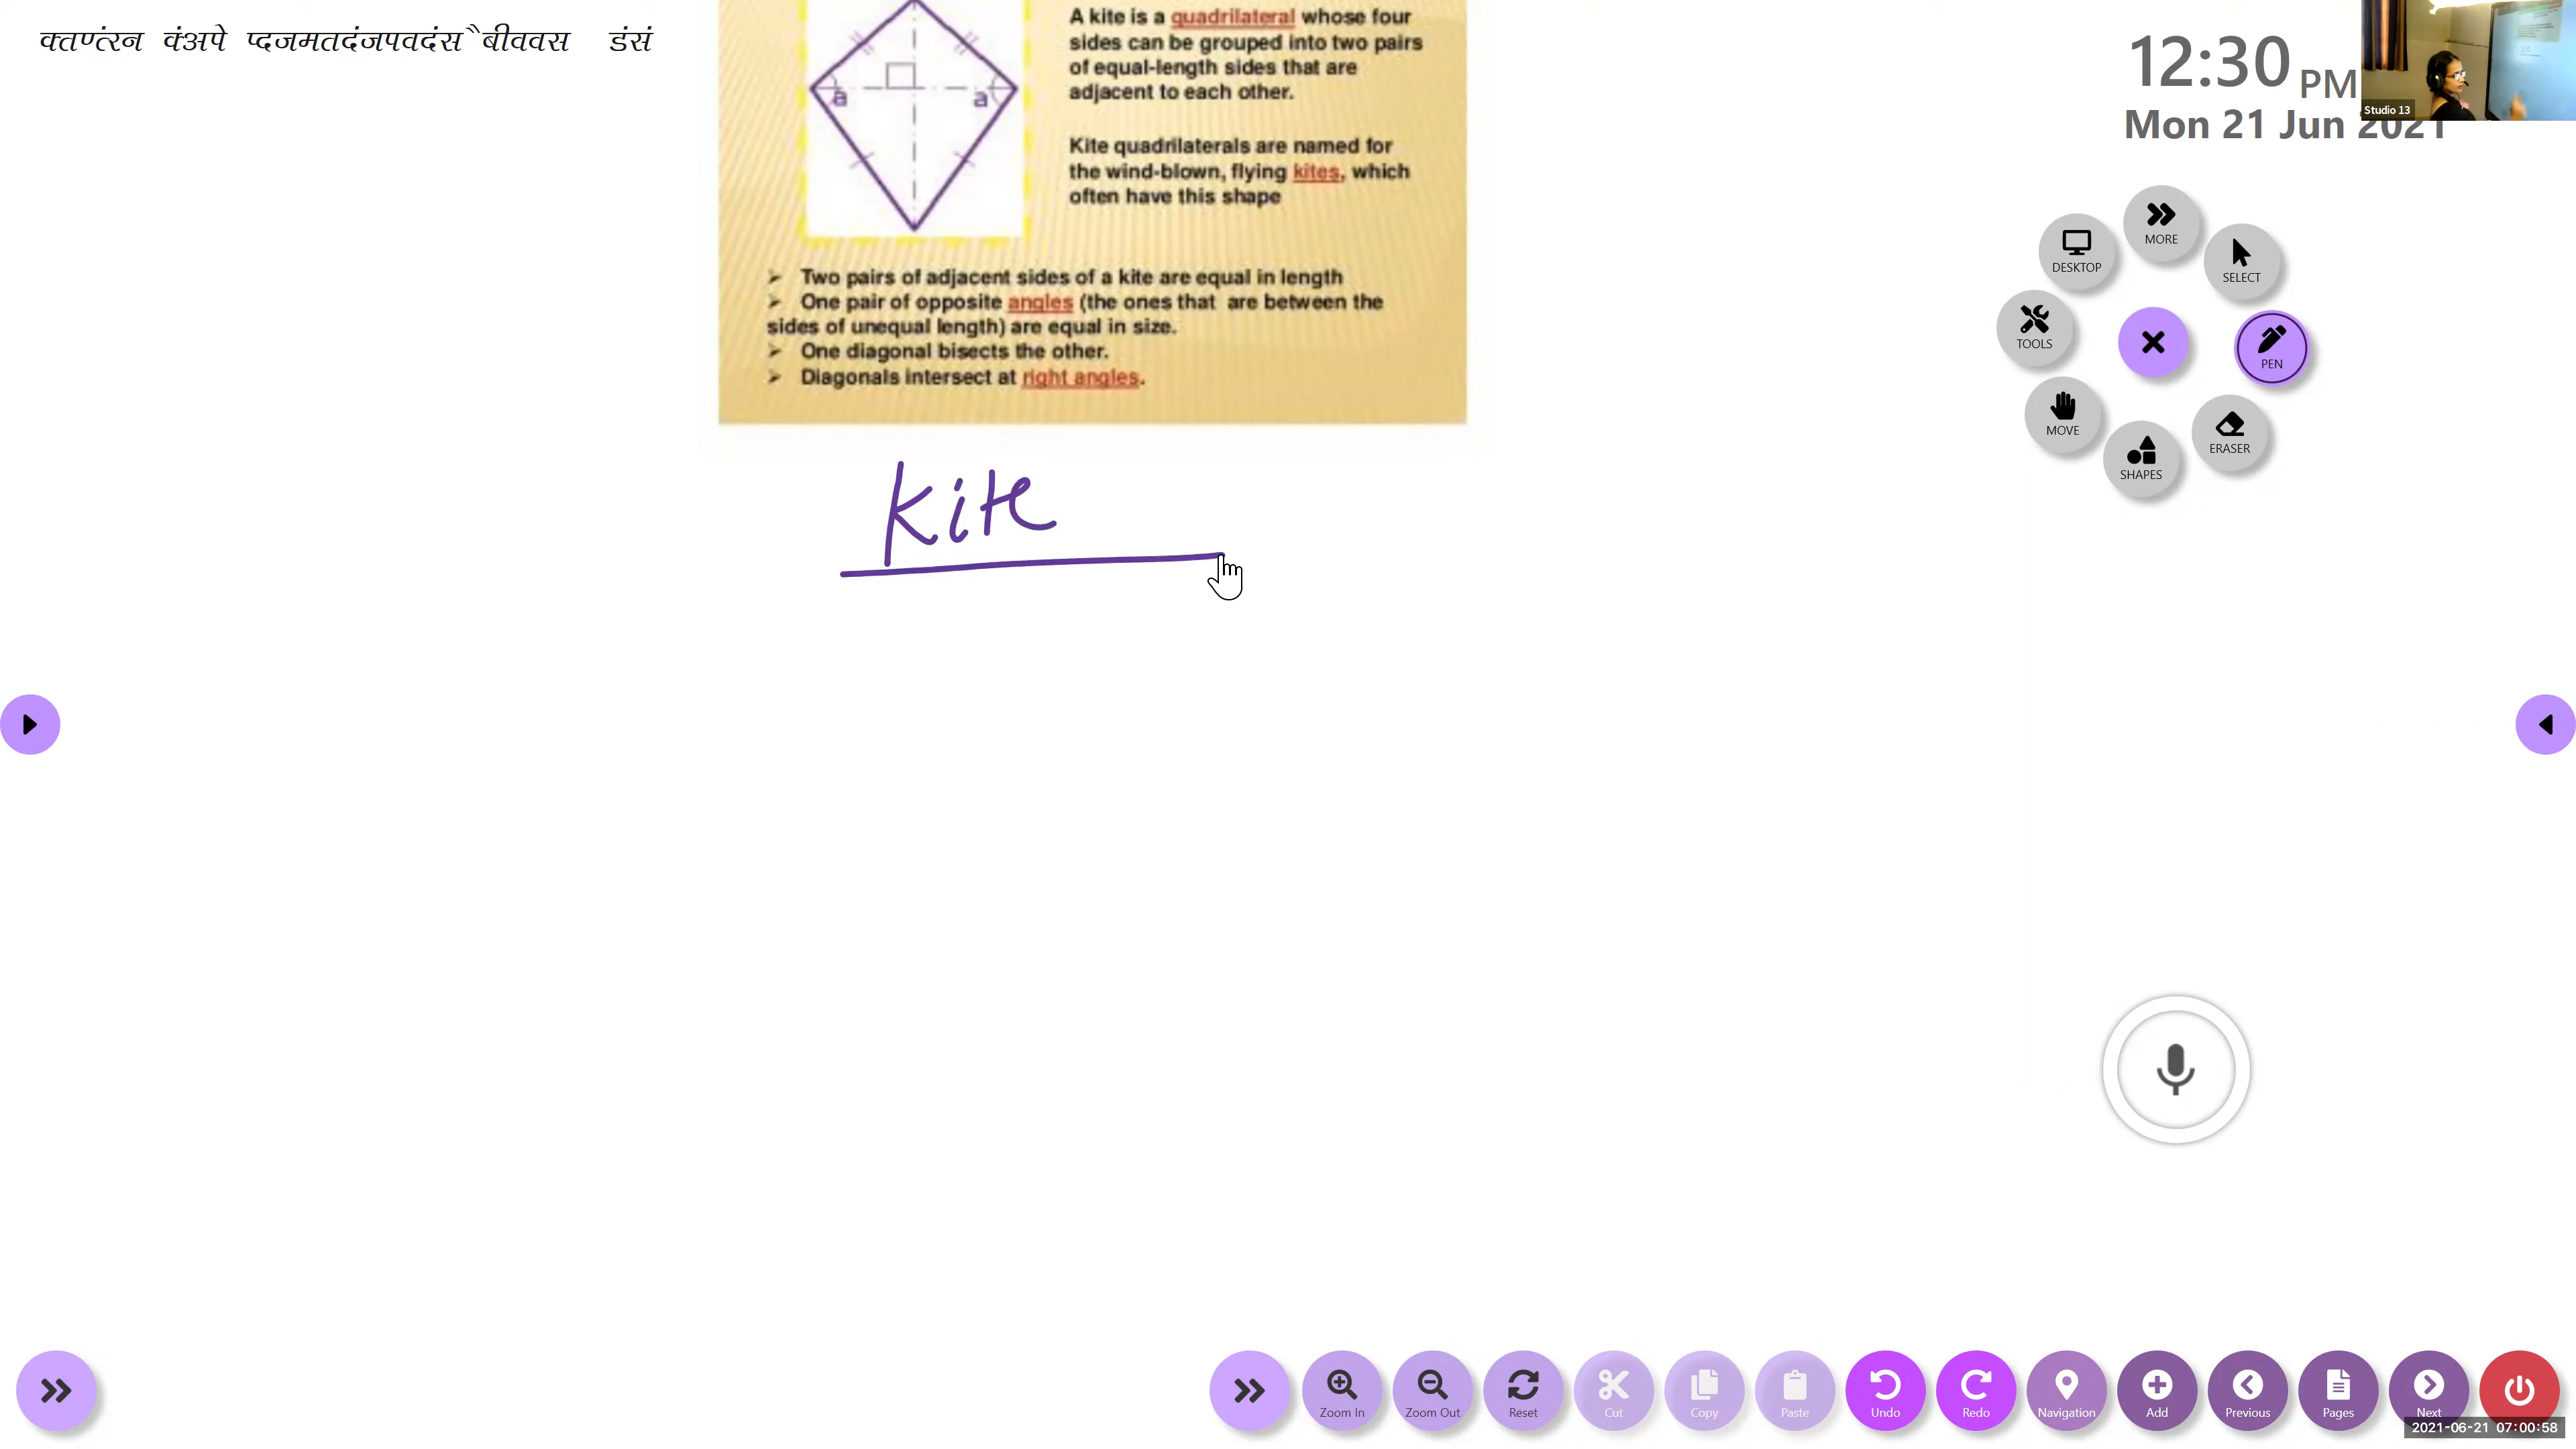 क्तण्त्ंरन क्ंअपे प्दजमतदंजपवदंस ैबीववस डंसं
12:30 PM
Mon 21 Jun 2021
Studio 13
A kite is a quadrilateral whose four
sides can be grouped into two pairs
of equal-length sides that are
adjacent to each other.
Kite quadrilaterals are named for
the wind-blown, flying kites, which
often have this shape
a a
➢ Two pairs of adjacent sides of a kite are equal in length
➢ One pair of opposite angles (the ones that are between the
sides of unequal length) are equal in size.
➢ One diagonal bisects the other.
➢ Diagonals intersect at right angles.
Kite
MORE
DESKTOP
SELECT
TOOLS
PEN
MOVE
ERASER
SHAPES
Zoom In Zoom Out Reset Cut Copy Paste Undo Redo Navigation Add Previous Pages Next
2021-06-21 07:00:58